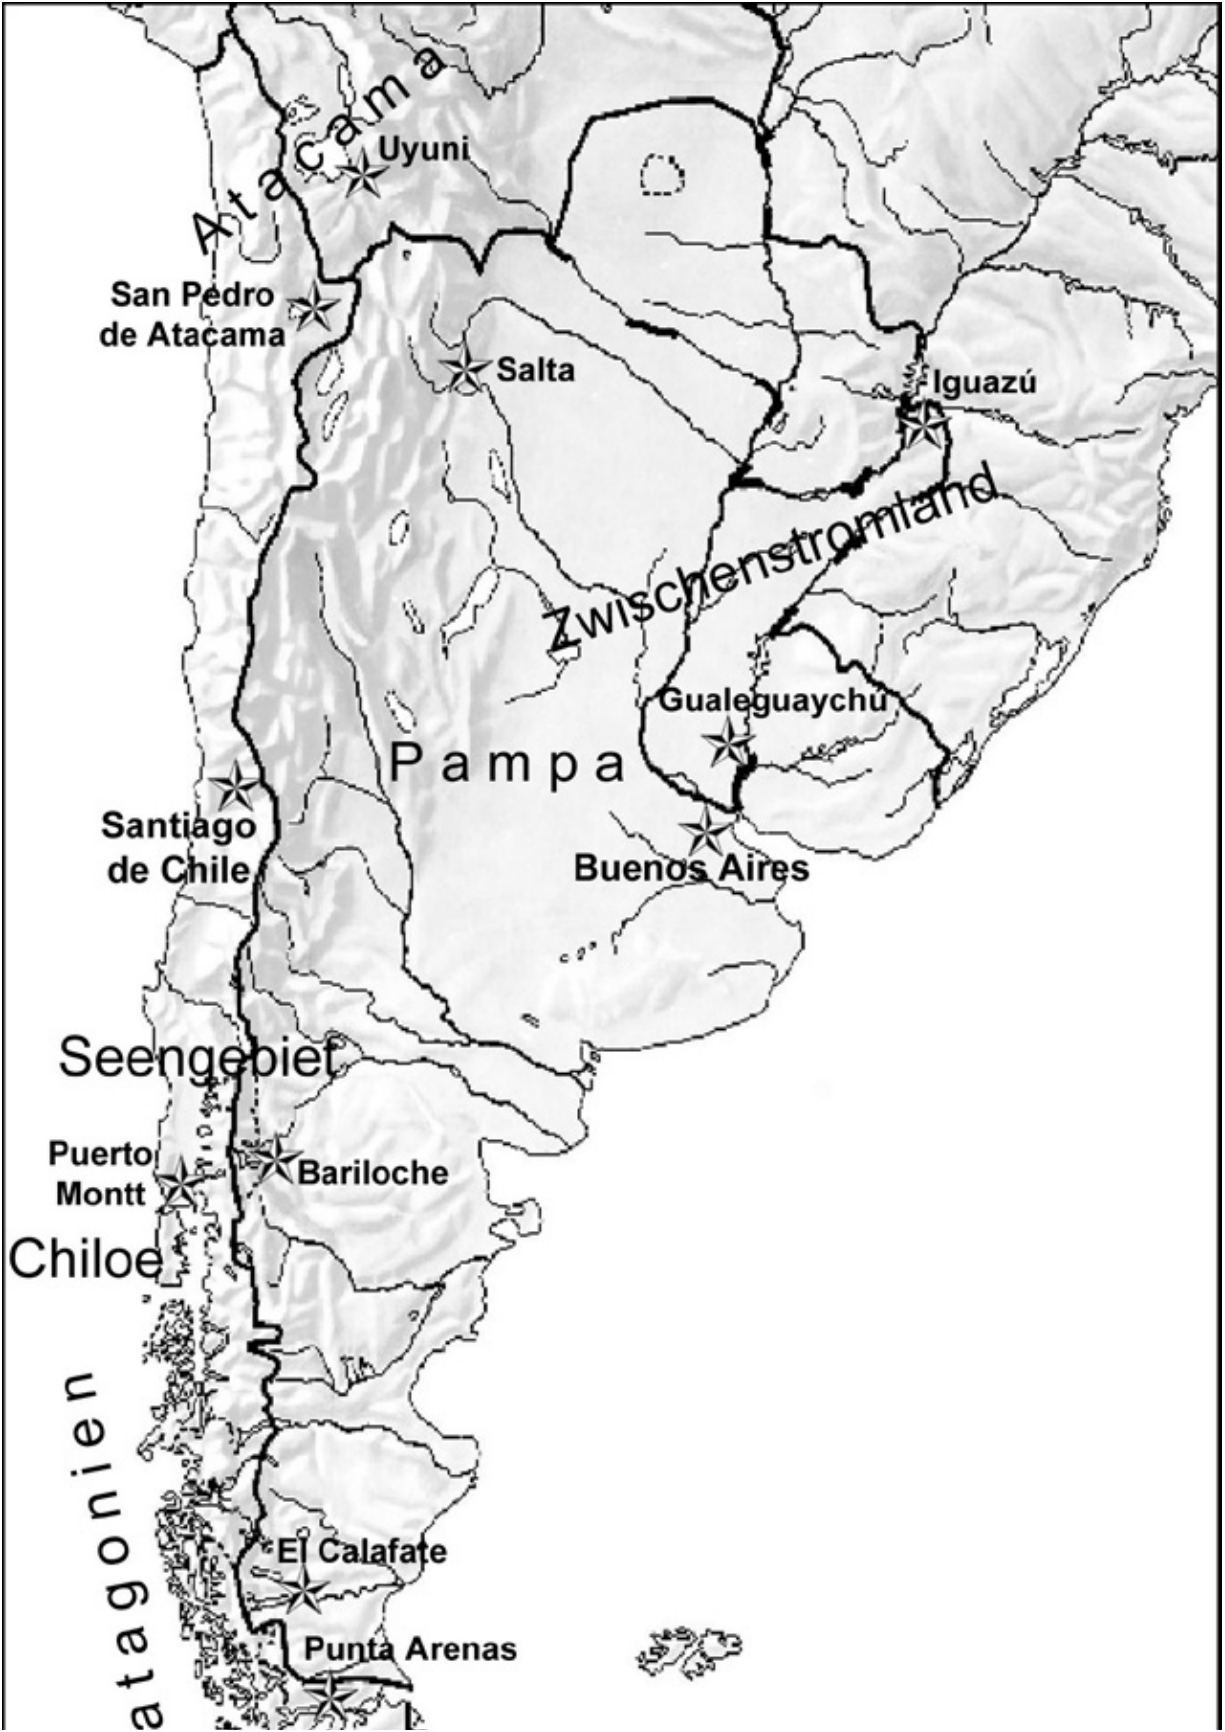 Atacama
Uyuni
San Pedro
de Atacama
Salta
Iguazú
Zwischenstromland
Gualeguaychú
Pampa
Santiago
de Chile
Buenos Aires
Seengebiet
Puerto
Montt
Bariloche
Chiloe
atagonien
El Calafate
Punta Arenas